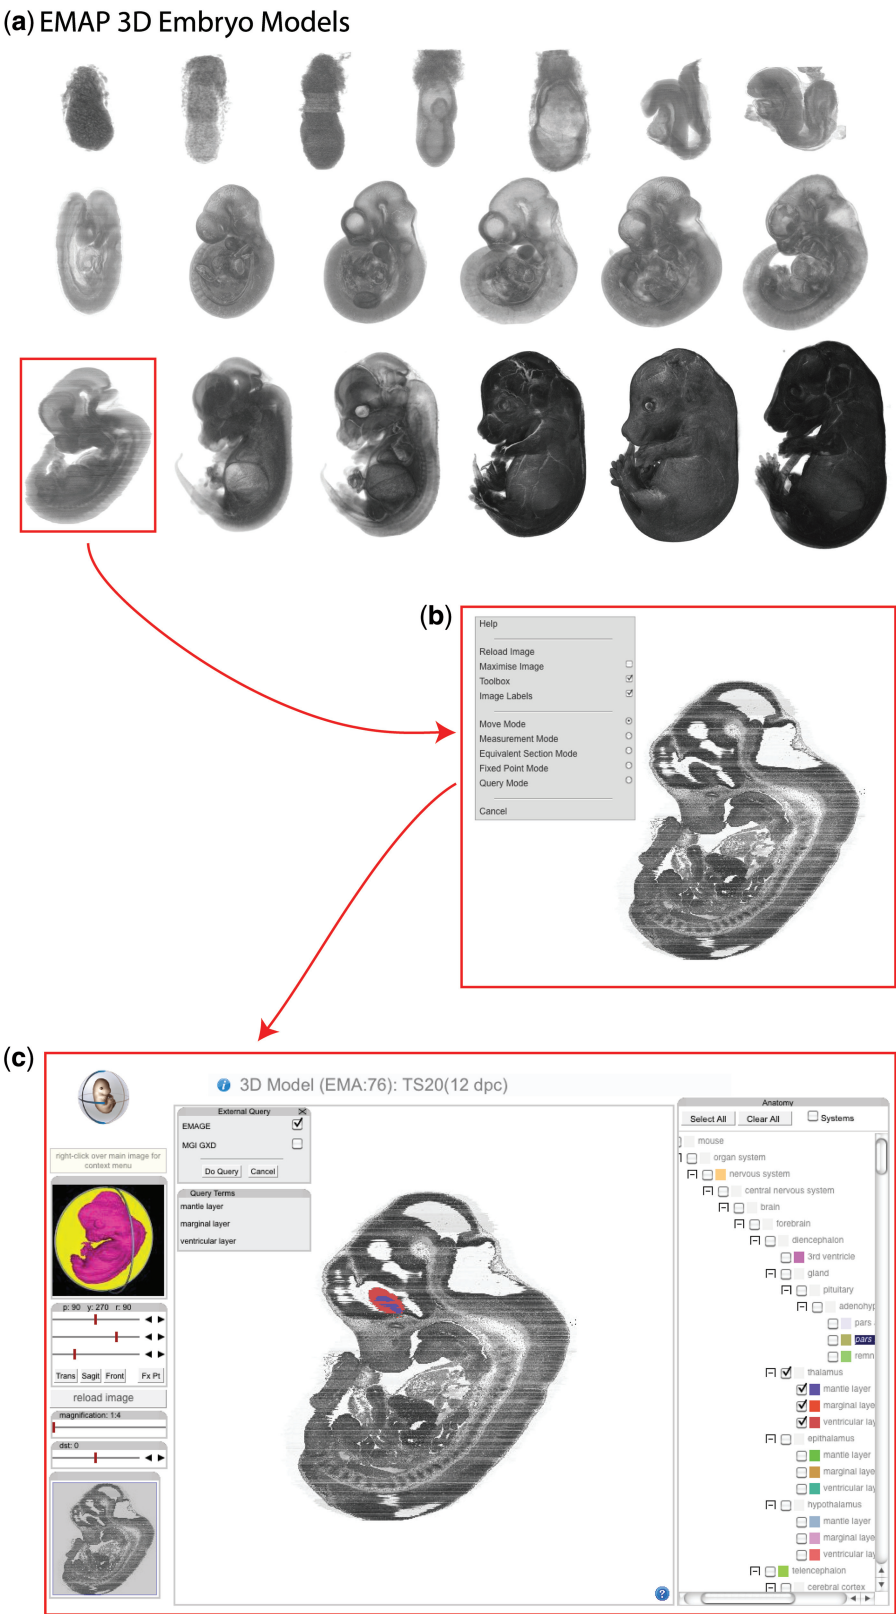 (a) EMAP 3D Embryo Models
(b)
Help
Reload Image
Maximise Image
Toolbox
Image Labels
Move Mode
Measurement Mode
Equivalent Section Mode
Fixed Point Mode
Query Mode
Cancel
(c)
3D Model (EMA:76): TS20(12 dpc)
right-click over main image for
context menu
p: 90 y: 270 r: 90
Trans Sagit Front Fx Pt
reload image
magnification: 1:4
dst: 0
External Query
EMAGE
MGI GXD
Do Query Cancel
Query Terms
mantle layer
marginal layer
ventricular layer
Anatomy
Select All Clear All Systems
mouse
organ system
nervous system
central nervous system
brain
forebrain
diencephalon
3rd ventricle
gland
pituitary
adenohyp
pars
pars
remn
thalamus
mantle layer
marginal laye
ventricular lay
epithalamus
mantle layer
marginal laye
ventricular lay
hypothalamus
mantle layer
marginal laye
ventricular lay
telencephalon
cerebral cortex